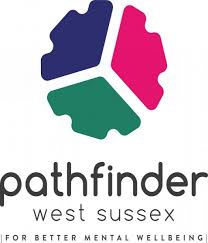 pathfinder
west sussex
|FOR BETTER MENTAL WELLBEING|